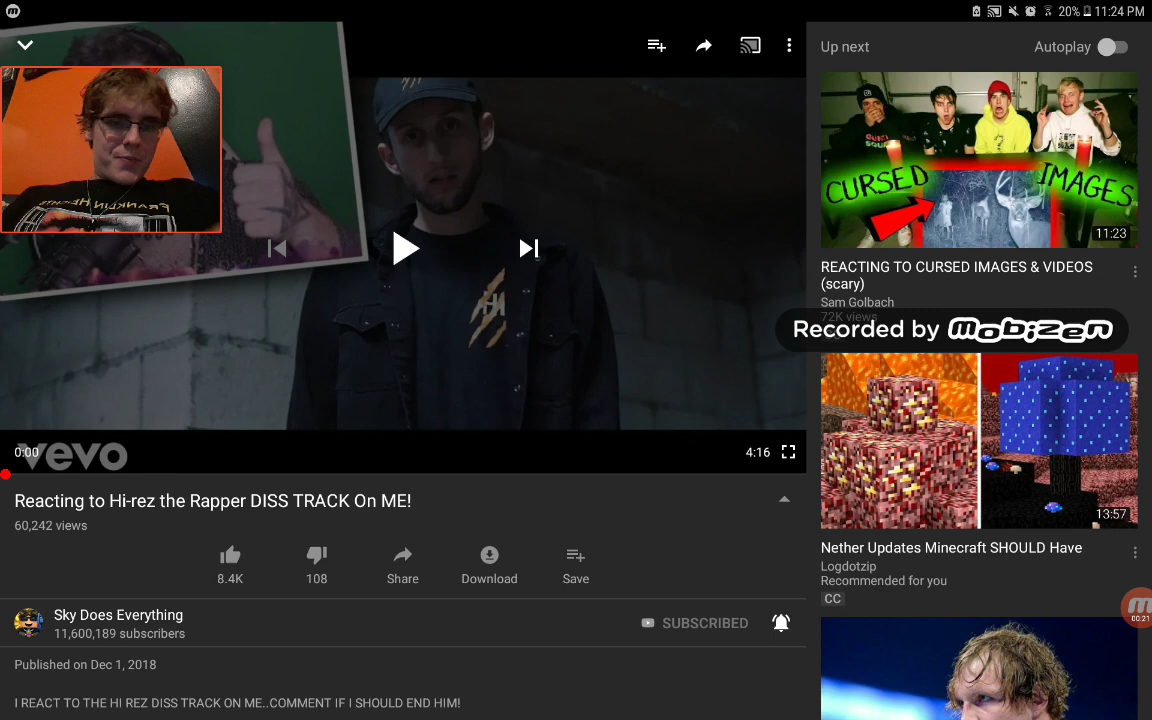 20% 11:24 PM
Up next
Autoplay
CURSED IMAGES
11:23
REACTING TO CURSED IMAGES & VIDEOS
(scary)
Sam Golbach
72K views
Recorded by mobizen
vevo
0:00
4:16
Reacting to Hi-rez the Rapper DISS TRACK On ME!
60,242 views
8.4K
108
Share
Download
Save
13:57
Nether Updates Minecraft SHOULD Have
Logdotzip
Recommended for you
CC
00:21
Sky Does Everything
11,600,189 subscribers
SUBSCRIBED
Published on Dec 1, 2018
I REACT TO THE HI REZ DISS TRACK ON ME..COMMENT IF I SHOULD END HIM!